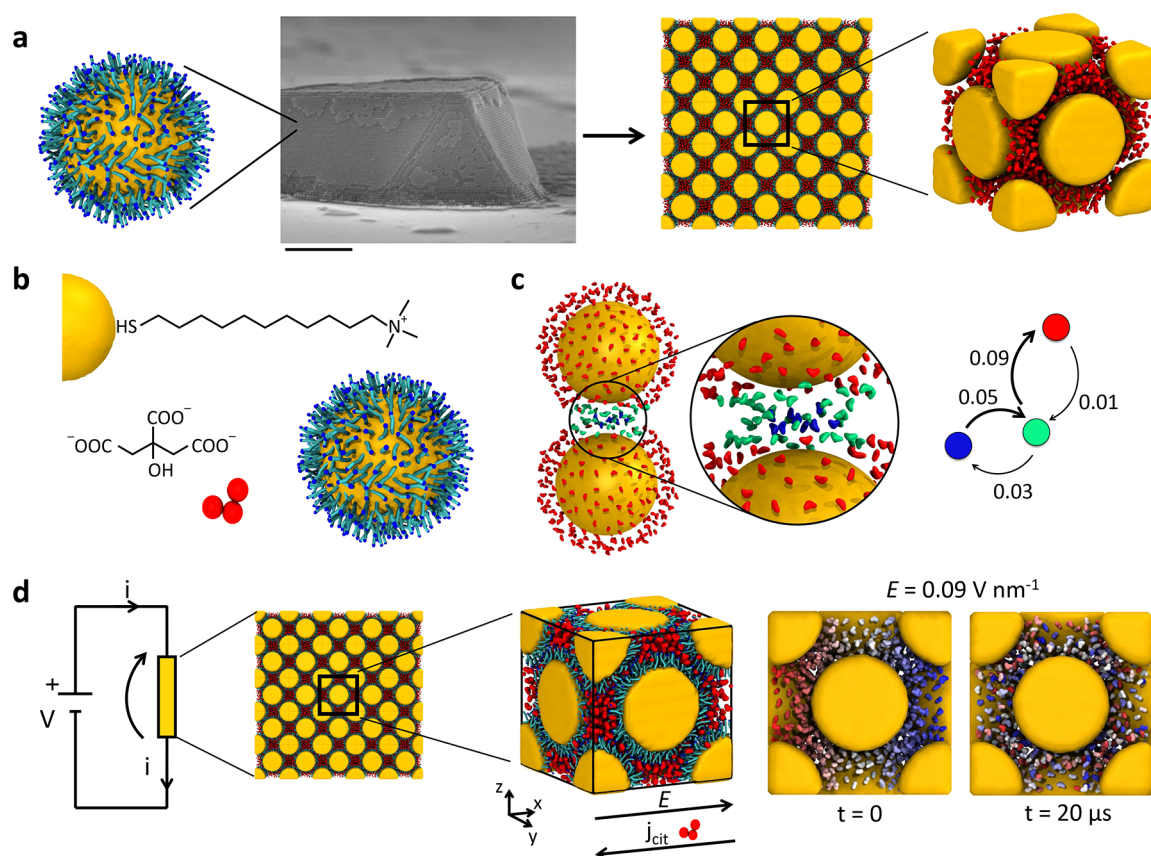 a
b
HS
N⁺
COO⁻
⁻OOC
COO⁻
OH
c
0.09
0.05
0.01
0.03
d
i
+
V
i
z
x
y
E
j_cit
E = 0.09 V nm⁻¹
t = 0
t = 20 µs